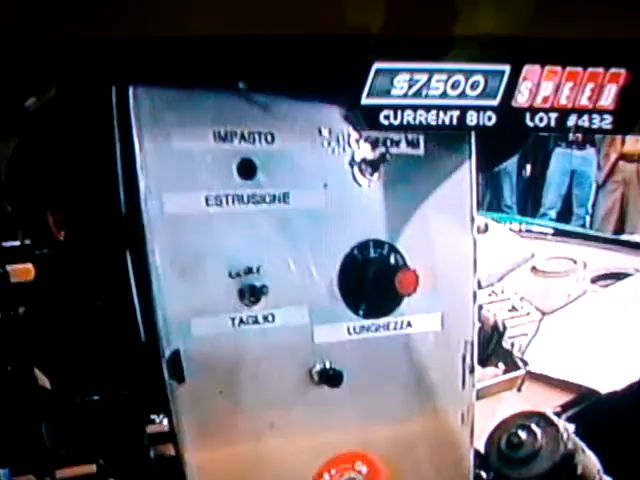 $7,500
SPEED
CURRENT BID
LOT #432
IMPASTO
ESTRUSIONE
TAGLIO
LUNGHEZZA